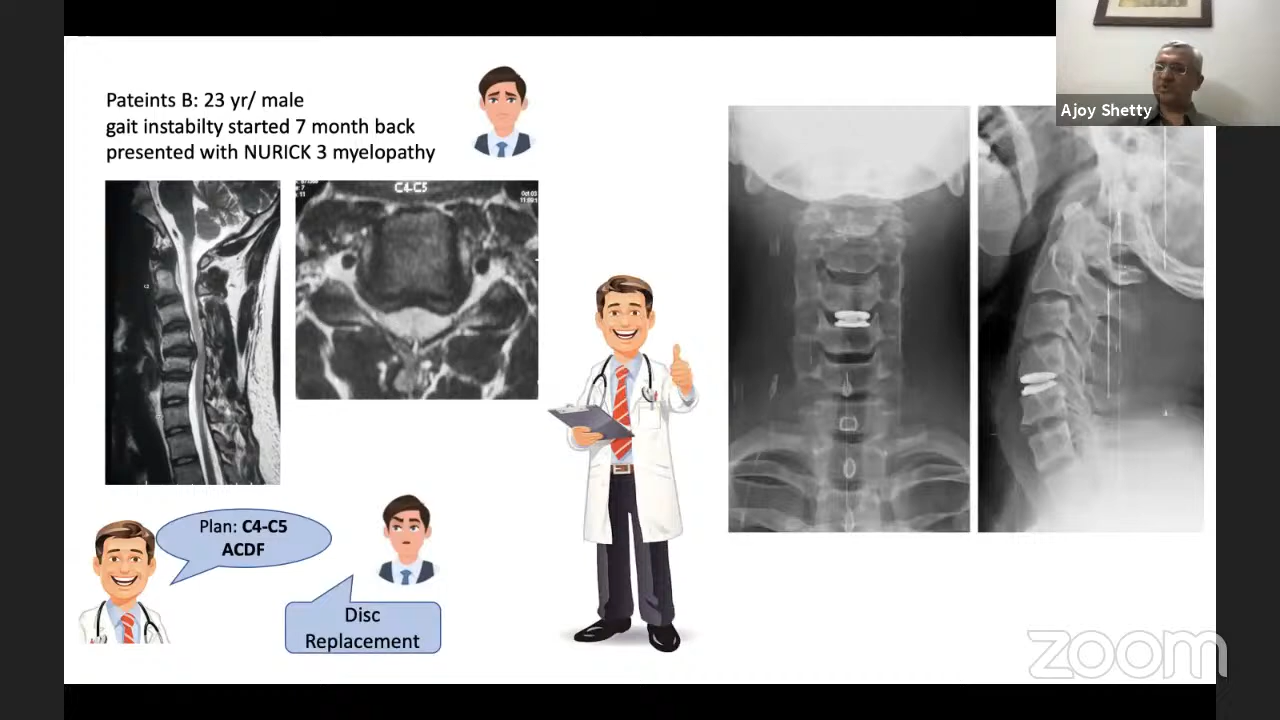 Pateints B: 23 yr/ male
gait instabilty started 7 month back
presented with NURICK 3 myelopathy
C4-C5
Plan: C4-C5
ACDF
Disc
Replacement
Ajoy Shetty
zoom